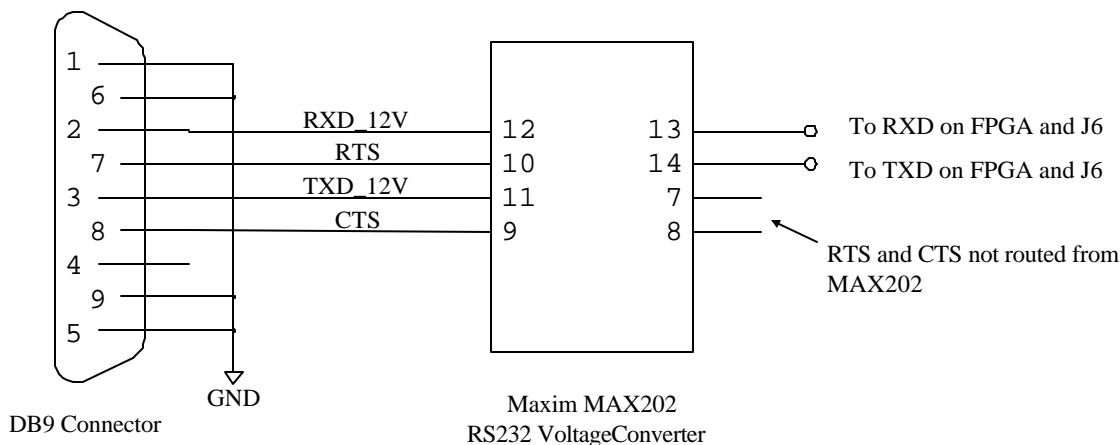 1
6
2 RXD_12V 12 13 To RXD on FPGA and J6
7 RTS 10 14 To TXD on FPGA and J6
3 TXD_12V 11 7
8 CTS 9 8
4
9
5
RTS and CTS not routed from
MAX202
GND
DB9 Connector
Maxim MAX202
RS232 VoltageConverter